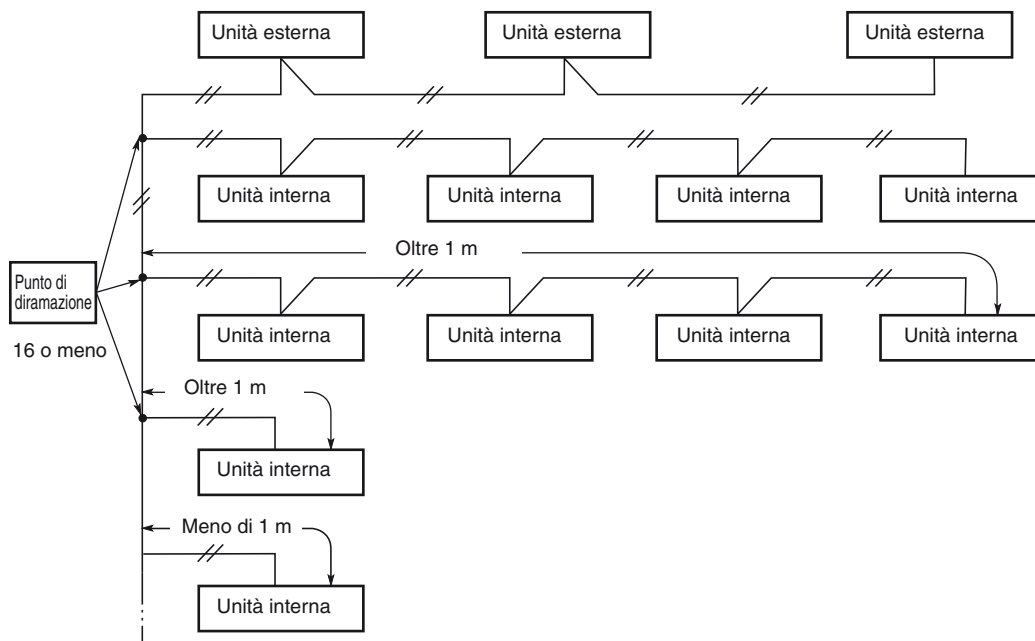 Unità esterna Unità esterna Unità esterna
Unità interna Unità interna Unità interna Unità interna
Oltre 1 m
Punto di
diramazione
16 o meno
Unità interna Unità interna Unità interna Unità interna
Oltre 1 m
Unità interna
Meno di 1 m
Unità interna